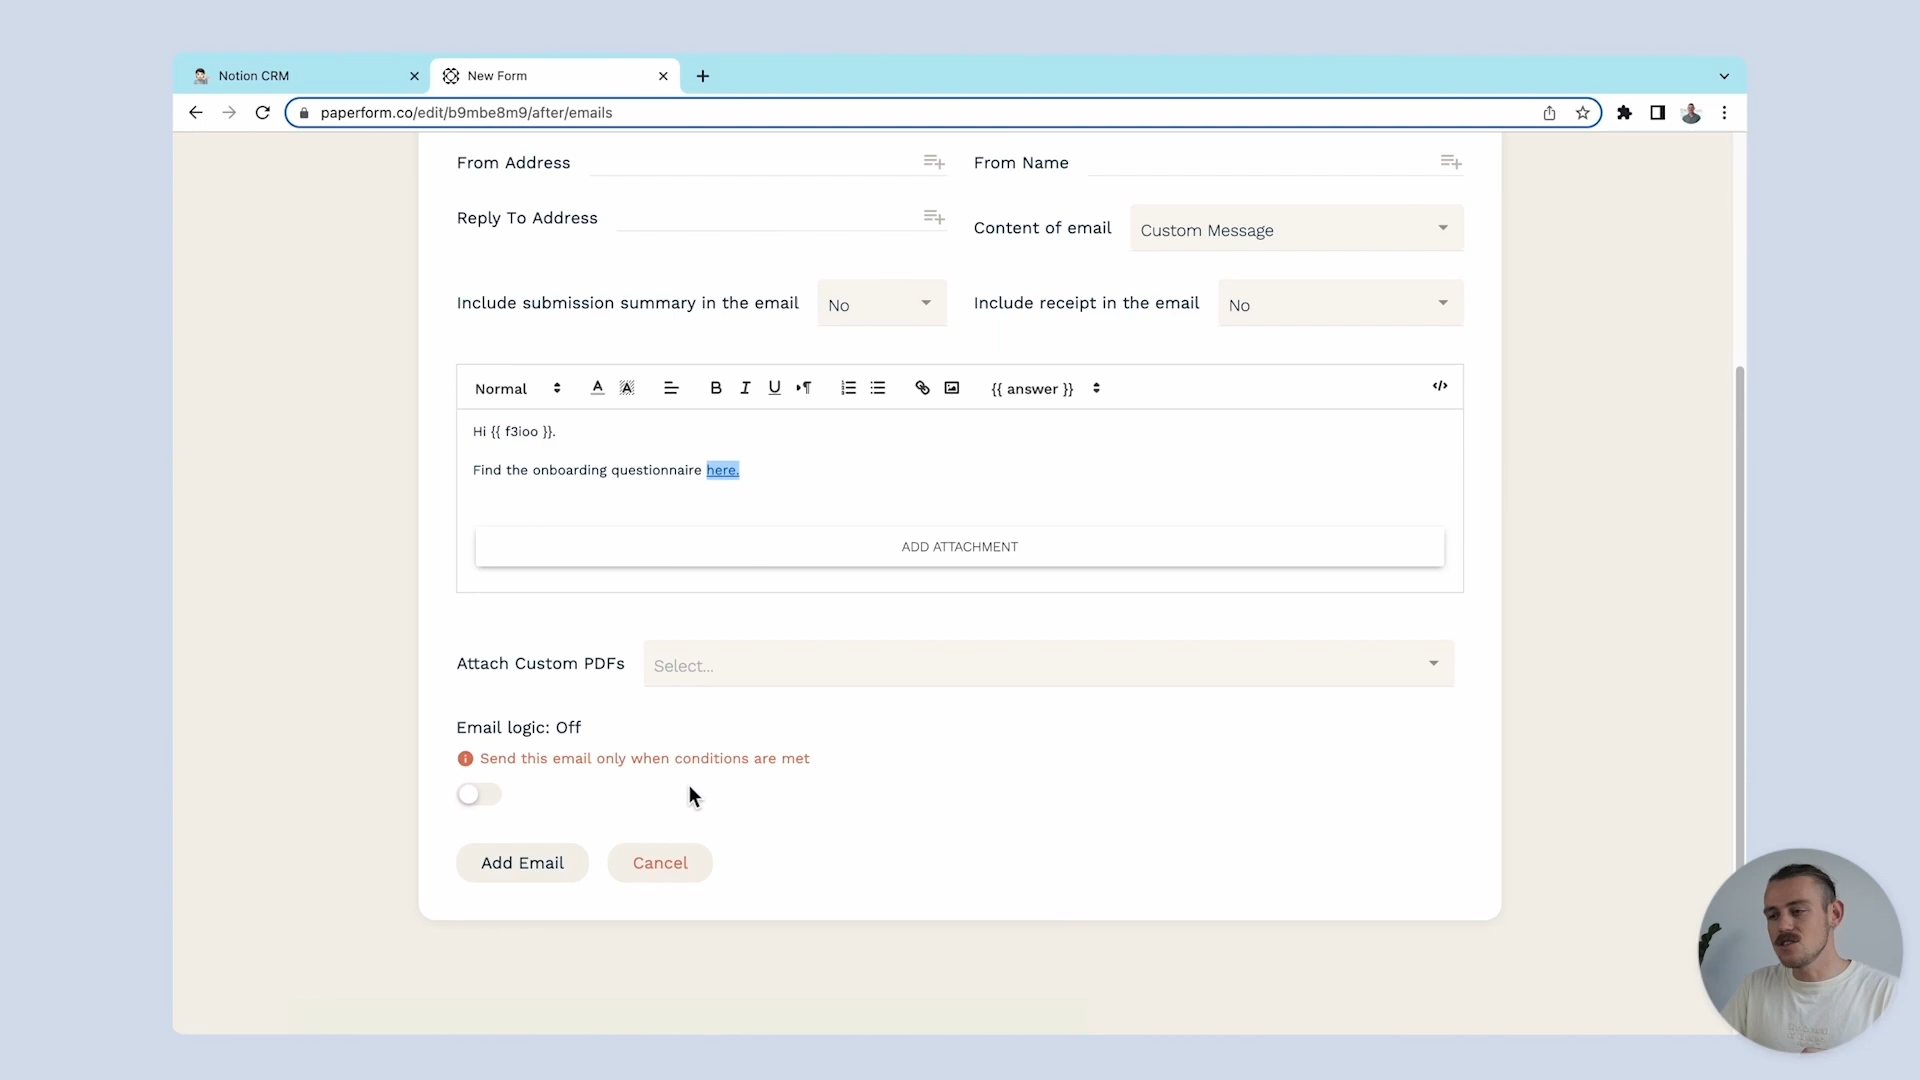 Notion CRM
New Form
paperform.co/edit/b9mbe8m9/after/emails
From Address
From Name
Reply To Address
Content of email
Custom Message
Include submission summary in the email
No
Include receipt in the email
No
Normal
{{ answer }}
Hi {{ f3ioo }}.
Find the onboarding questionnaire here.
ADD ATTACHMENT
Attach Custom PDFs
Select...
Email logic: Off
Send this email only when conditions are met
Add Email
Cancel